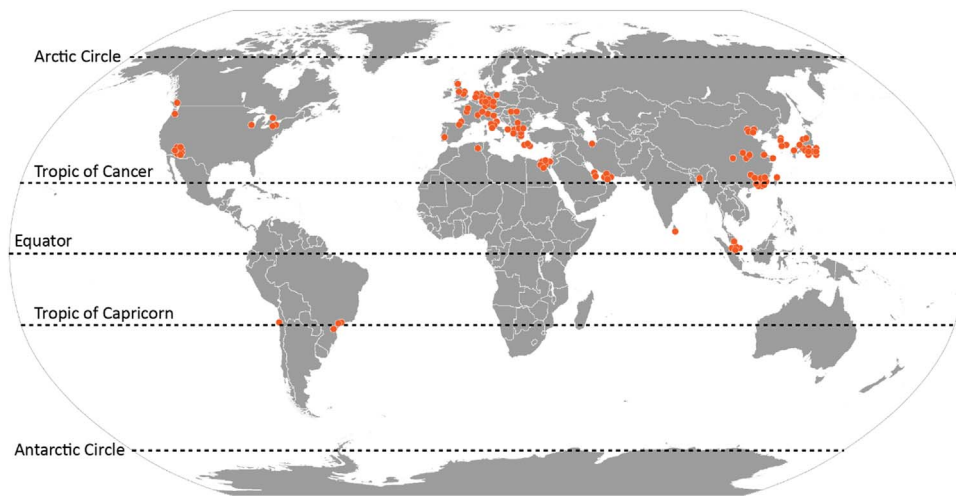 Arctic Circle
Tropic of Cancer
Equator
Tropic of Capricorn
Antarctic Circle